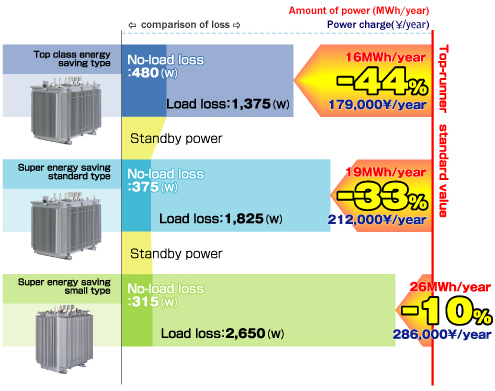 Amount of power (MWh/year)
⇦ comparison of loss ⇨
Power charge(¥/year)
Top class energy
saving type
No-load loss
:480(W)
Load loss:1,375(W)
16MWh/year
-44%
179,000¥/year
Top-runner standard value
Standby power
Super energy saving
standard type
No-load loss
:375(W)
Load loss:1,825(W)
19MWh/year
-33%
212,000¥/year
Standby power
Super energy saving
small type
No-load loss
:315(W)
Load loss:2,650(W)
26MWh/year
-10%
286,000¥/year